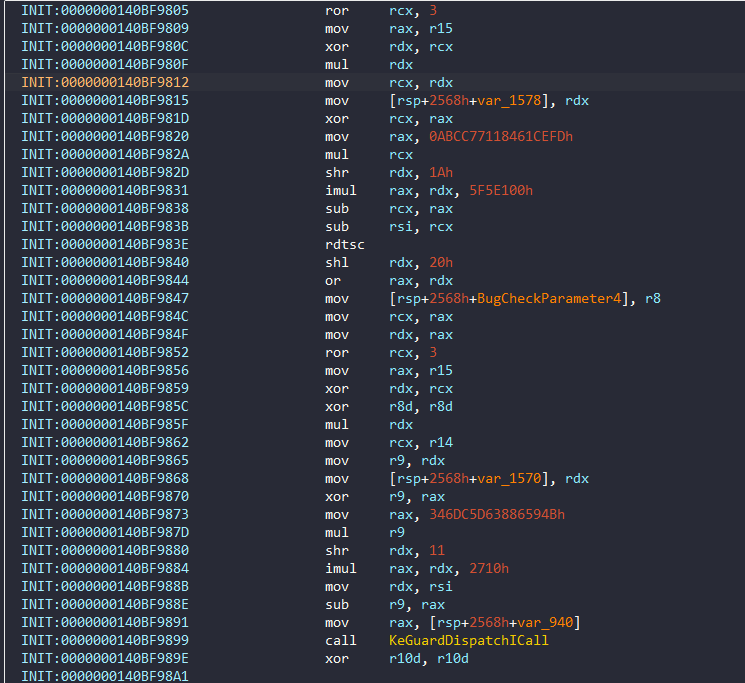 INIT:0000000140BF9805 ror rcx, 3
INIT:0000000140BF9809 mov rax, r15
INIT:0000000140BF980C xor rdx, rcx
INIT:0000000140BF980F mul rdx
INIT:0000000140BF9812 mov rcx, rdx
INIT:0000000140BF9815 mov [rsp+2568h+var_1578], rdx
INIT:0000000140BF981D xor rcx, rax
INIT:0000000140BF9820 mov rax, 0ABCC77118461CEFDh
INIT:0000000140BF982A mul rcx
INIT:0000000140BF982D shr rdx, 1Ah
INIT:0000000140BF9831 imul rax, rdx, 5F5E100h
INIT:0000000140BF9838 sub rcx, rax
INIT:0000000140BF983B sub rsi, rcx
INIT:0000000140BF983E rdtsc
INIT:0000000140BF9840 shl rdx, 20h
INIT:0000000140BF9844 or rax, rdx
INIT:0000000140BF9847 mov [rsp+2568h+BugCheckParameter4], r8
INIT:0000000140BF984C mov rcx, rax
INIT:0000000140BF984F mov rdx, rax
INIT:0000000140BF9852 ror rcx, 3
INIT:0000000140BF9856 mov rax, r15
INIT:0000000140BF9859 xor rdx, rcx
INIT:0000000140BF985C xor r8d, r8d
INIT:0000000140BF985F mul rdx
INIT:0000000140BF9862 mov rcx, r14
INIT:0000000140BF9865 mov r9, rdx
INIT:0000000140BF9868 mov [rsp+2568h+var_1570], rdx
INIT:0000000140BF9870 xor r9, rax
INIT:0000000140BF9873 mov rax, 346DC5D63886594Bh
INIT:0000000140BF987D mul r9
INIT:0000000140BF9880 shr rdx, 11
INIT:0000000140BF9884 imul rax, rdx, 2710h
INIT:0000000140BF988B mov rdx, rsi
INIT:0000000140BF988E sub r9, rax
INIT:0000000140BF9891 mov rax, [rsp+2568h+var_940]
INIT:0000000140BF9899 call KeGuardDispatchICall
INIT:0000000140BF989E xor r10d, r10d
INIT:0000000140BF98A1